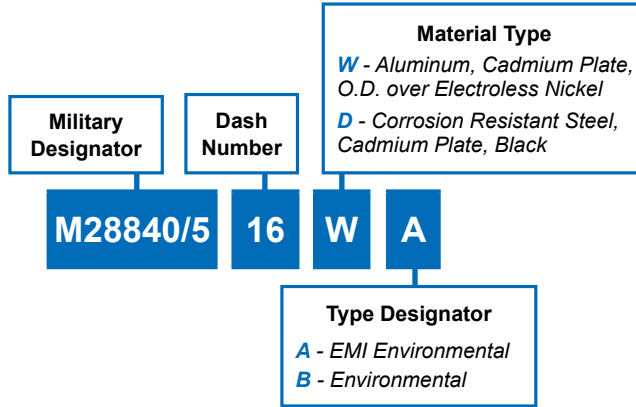 Material Type
W - Aluminum, Cadmium Plate,
O.D. over Electroless Nickel
D - Corrosion Resistant Steel,
Cadmium Plate, Black
Military
Designator
Dash
Number
M28840/5 16 W A
Type Designator
A - EMI Environmental
B - Environmental